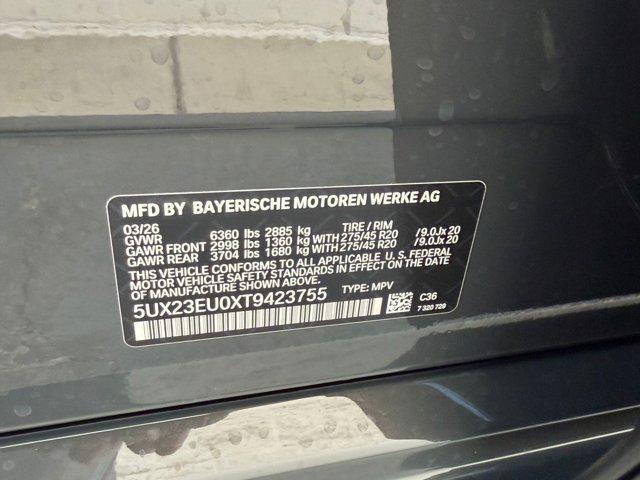 MFD BY BAYERISCHE MOTOREN WERKE AG
03/26 TIRE / RIM
GVWR 6360 lbs 2885 kg
GAWR FRONT 2998 lbs 1360 kg WITH 275/45 R20 /9.0Jx 20
GAWR REAR 3704 lbs 1680 kg WITH 275/45 R20 /9.0Jx 20
THIS VEHICLE CONFORMS TO ALL APPLICABLE U. S. FEDERAL
MOTOR VEHICLE SAFETY STANDARDS IN EFFECT ON THE DATE
OF MANUFACTURE SHOWN ABOVE.
5UX23EU0XT9423755 TYPE: MPV
C36
7 320 729